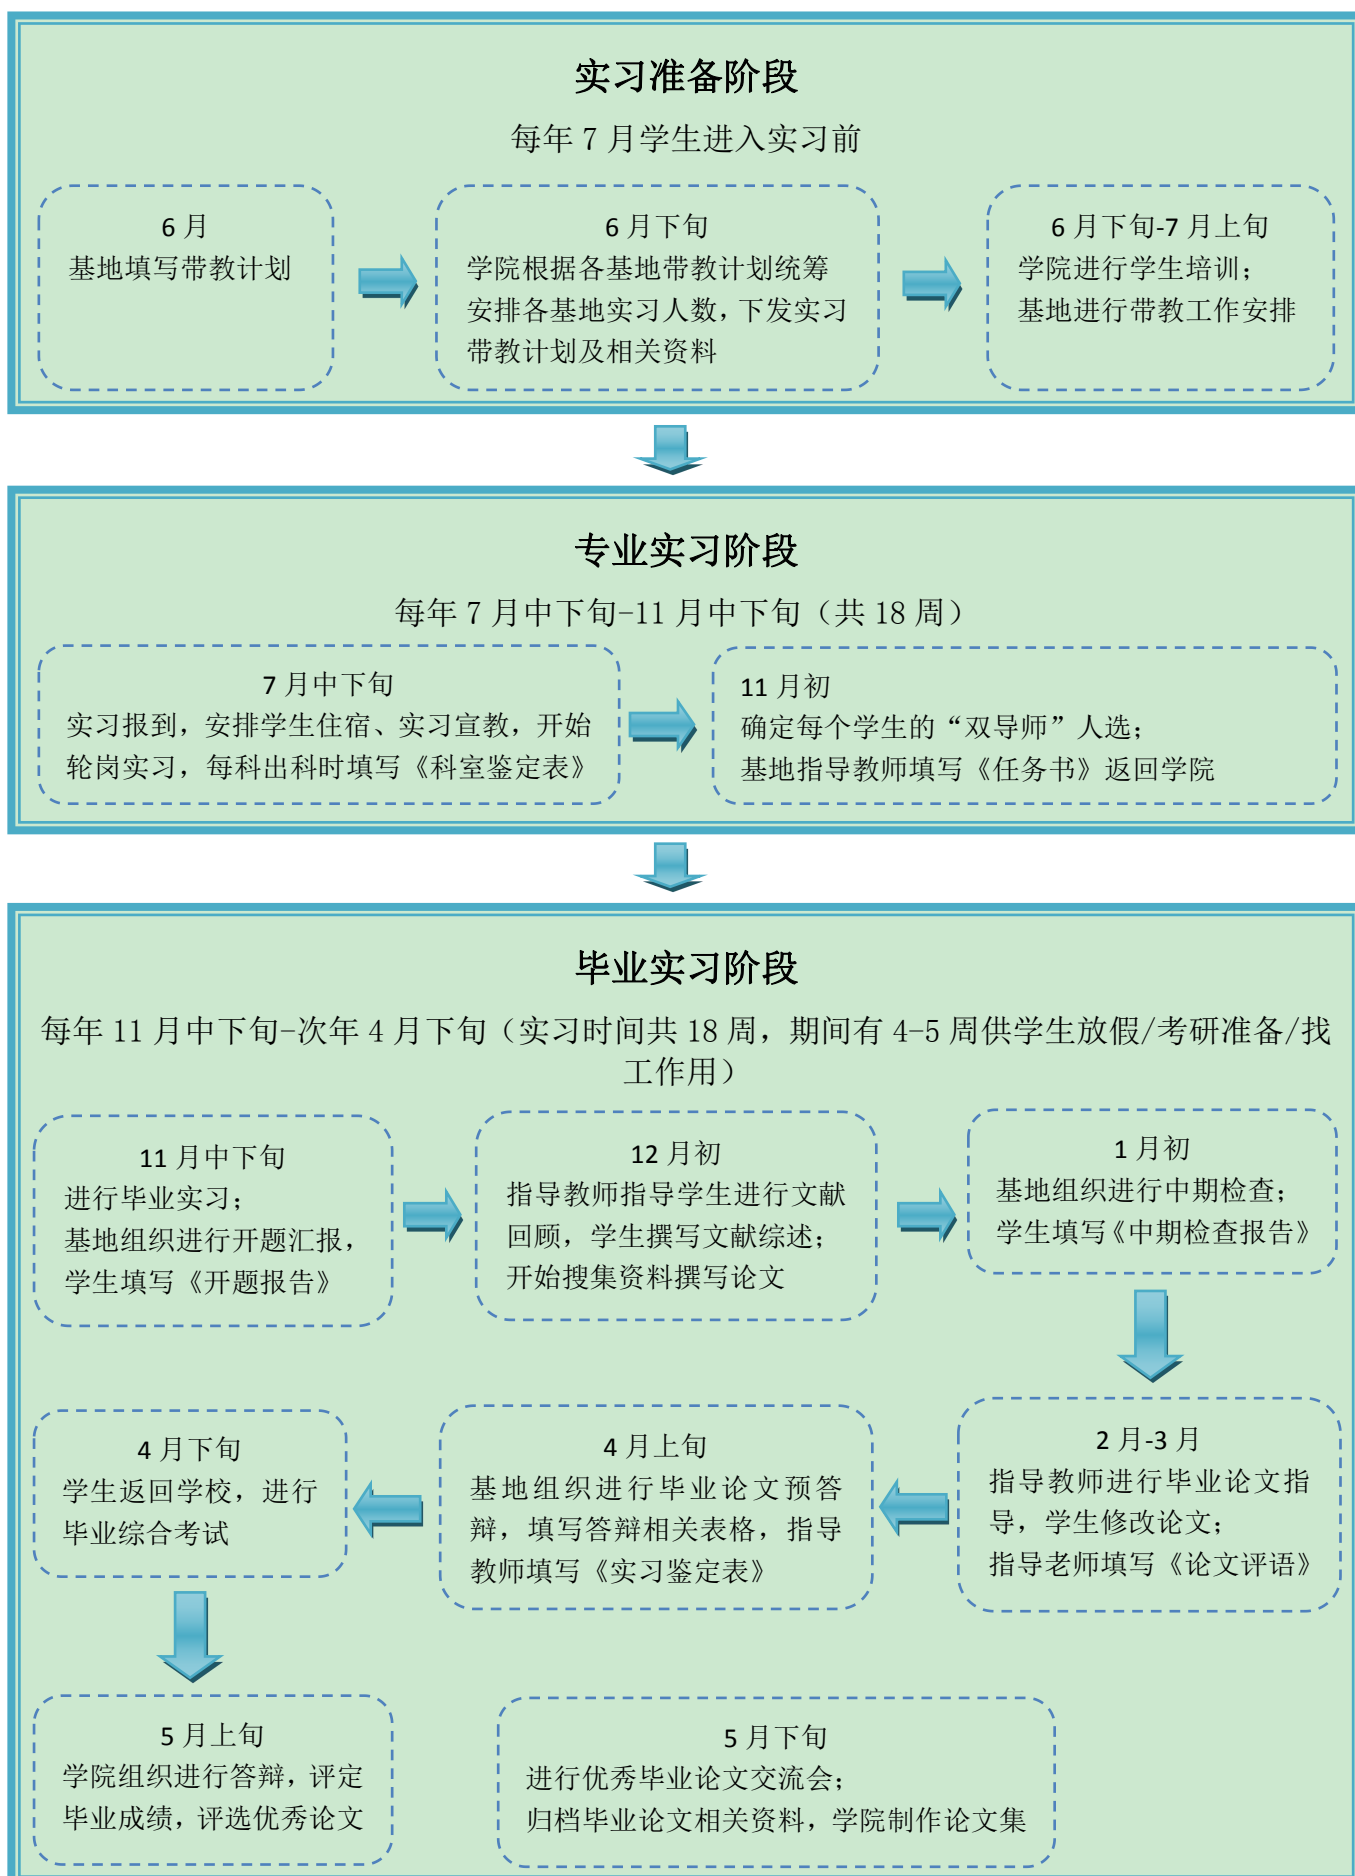 实习准备阶段
每年 7 月学生进入实习前
6 月
基地填写带教计划
6 月下旬
学院根据各基地带教计划统筹
安排各基地实习人数，下发实习
带教计划及相关资料
6 月下旬-7 月上旬
学院进行学生培训；
基地进行带教工作安排
专业实习阶段
每年 7 月中下旬-11 月中下旬（共 18 周）
7 月中下旬
实习报到，安排学生住宿、实习宣教，开始
轮岗实习，每科出科时填写《科室鉴定表》
11 月初
确定每个学生的“双导师”人选；
基地指导教师填写《任务书》返回学院
毕业实习阶段
每年 11 月中下旬-次年 4 月下旬（实习时间共 18 周，期间有 4-5 周供学生放假/考研准备/找
工作用）
11 月中下旬
进行毕业实习；
基地组织进行开题汇报，
学生填写《开题报告》
12 月初
指导教师指导学生进行文献
回顾，学生撰写文献综述；
开始搜集资料撰写论文
1 月初
基地组织进行中期检查；
学生填写《中期检查报告》
2 月-3 月
指导教师进行毕业论文指
导，学生修改论文；
指导老师填写《论文评语》
4 月上旬
基地组织进行毕业论文预答
辩，填写答辩相关表格，指导
教师填写《实习鉴定表》
4 月下旬
学生返回学校，进行
毕业综合考试
5 月上旬
学院组织进行答辩，评定
毕业成绩，评选优秀论文
5 月下旬
进行优秀毕业论文交流会；
归档毕业论文相关资料，学院制作论文集